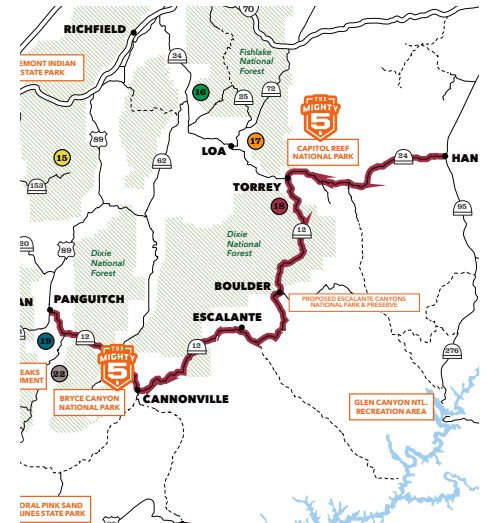 70
RICHFIELD
24
Fishlake
National
Forest
EMONT INDIAN
STATE PARK
16
25
72
THE
MIGHTY
5
89
17
LOA
CAPITOL REEF
NATIONAL PARK
15
62
24
HAN
153
TORREY
18
95
12
20
89
Dixie
National
Forest
Dixie
National
Forest
BOULDER
AN
PANGUITCH
PROPOSED ESCALANTE CANYONS
NATIONAL PARK & PRESERVE
ESCALANTE
19
12
THE
MIGHTY
5
12
276
EAKS
MENT
22
BRYCE CANYON
NATIONAL PARK
CANNONVILLE
GLEN CANYON NTL.
RECREATION AREA
ORAL PINK SAND
UNES STATE PARK